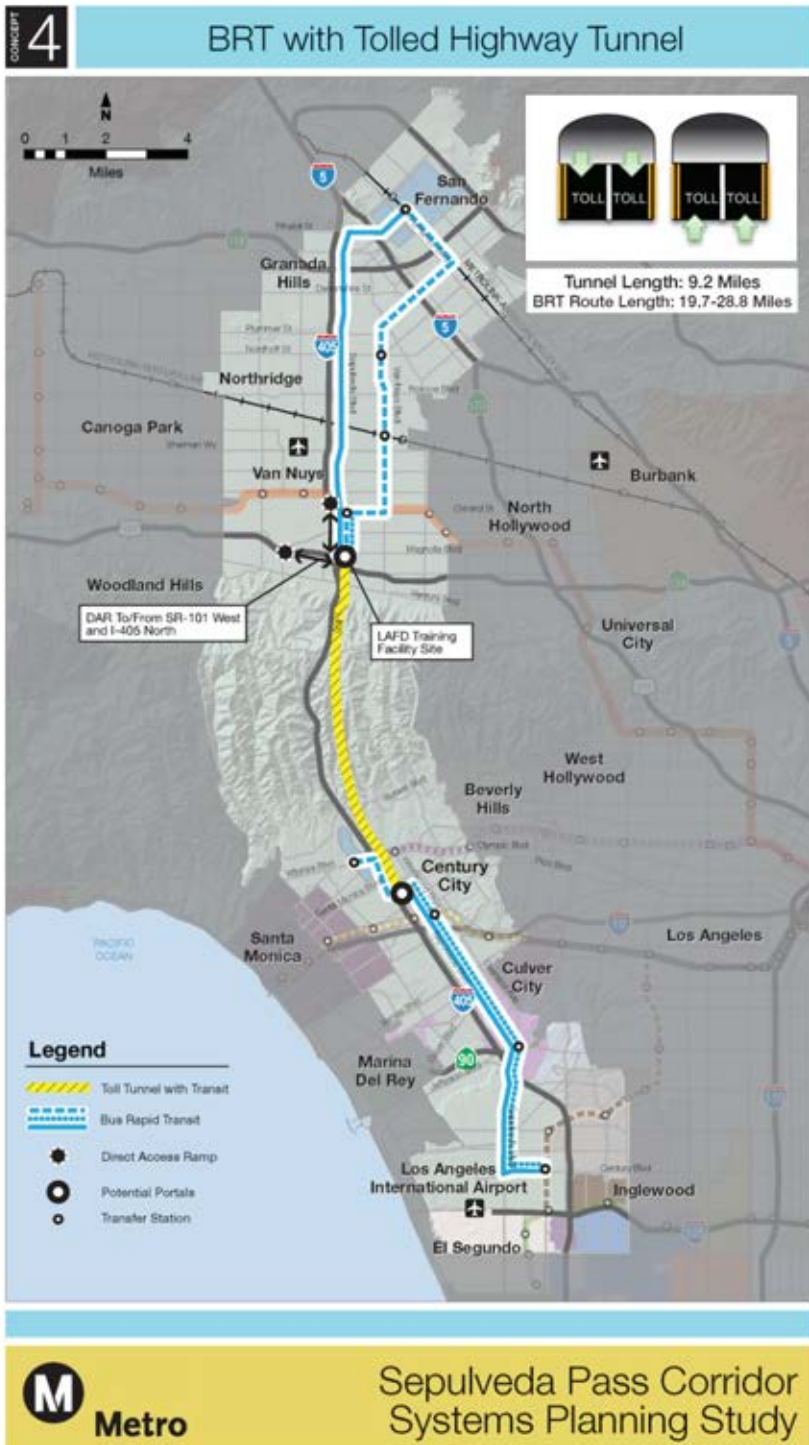 CONCEPT
4
BRT with Tolled Highway Tunnel
N
0 1 2 4
Miles
TOLL TOLL TOLL TOLL
Tunnel Length: 9.2 Miles
BRT Route Length: 19.7-28.8 Miles
5
San
Fernando
Granada
Hills
405
5
Northridge
Canoga Park
Van Nuys
Burbank
North
Hollywood
Woodland Hills
DAR To/From SR-101 West
and I-405 North
LAFD Training
Facility Site
Universal
City
West
Hollywood
Beverly
Hills
Century
City
Santa
Monica
Los Angeles
PACIFIC
OCEAN
Culver
City
405
90
Marina
Del Rey
Los Angeles
International Airport
Inglewood
El Segundo
Legend
Toll Tunnel with Transit
Bus Rapid Transit
Direct Access Ramp
Potential Portals
Transfer Station
M
Metro
Sepulveda Pass Corridor
Systems Planning Study